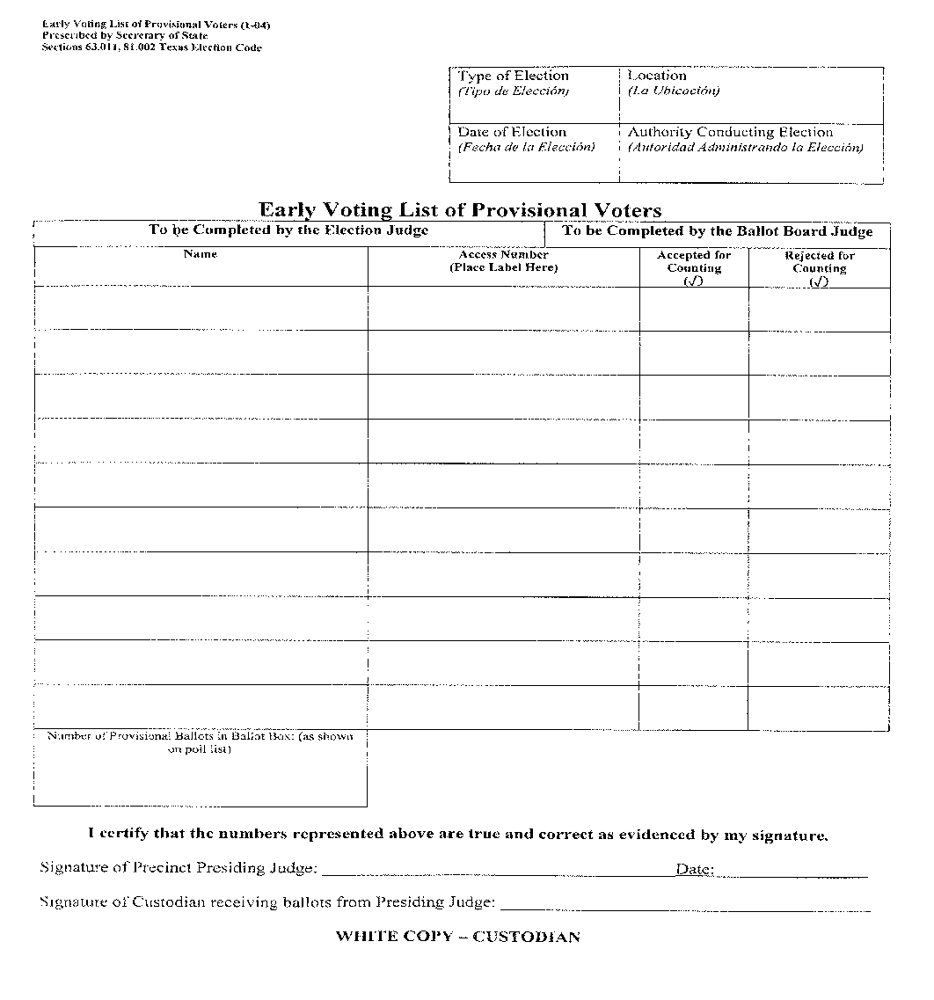 Early Voting List of Provisional Voters (1-04)
Prescribed by Secretary of State
Sections 63.011, 81.002 Texas Election Code
Type of Election
(Tipo de Elección)
Location
(La Ubicación)
Date of Election
(Fecha de la Elección)
Authority Conducting Election
(Autoridad Administrando la Elección)
Early Voting List of Provisional Voters
To be Completed by the Election Judge
To be Completed by the Ballot Board Judge
Name
Access Number
(Place Label Here)
Accepted for
Counting
(√)
Rejected for
Counting
(√)
Number of Provisional Ballots in Ballot Box: (as shown
on poll list)
I certify that the numbers represented above are true and correct as evidenced by my signature.
Signature of Precinct Presiding Judge: Date:
Signature of Custodian receiving ballots from Presiding Judge:
WHITE COPY – CUSTODIAN